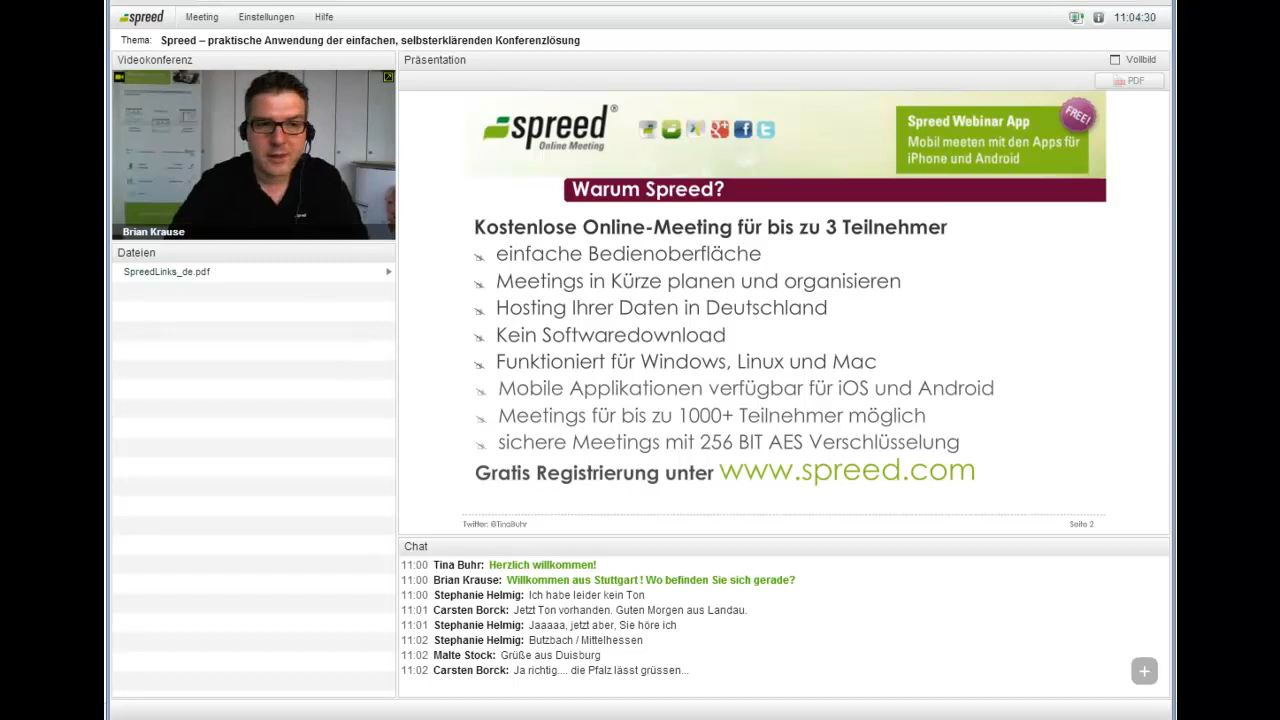 spreed Meeting Einstellungen Hilfe 11:04:30
Thema: Spreed – praktische Anwendung der einfachen, selbsterklärenden Konferenzlösung
Videokonferenz
Brian Krause
Dateien
SpreedLinks_de.pdf
Präsentation Vollbild
PDF
spreed®
Online Meeting
Spreed Webinar App
Mobil meeten mit den Apps für
iPhone und Android
FREE!
Warum Spreed?
Kostenlose Online-Meeting für bis zu 3 Teilnehmer
einfache Bedienoberfläche
Meetings in Kürze planen und organisieren
Hosting Ihrer Daten in Deutschland
Kein Softwaredownload
Funktioniert für Windows, Linux und Mac
Mobile Applikationen verfügbar für iOS und Android
Meetings für bis zu 1000+ Teilnehmer möglich
sichere Meetings mit 256 BIT AES Verschlüsselung
Gratis Registrierung unter www.spreed.com
Twitter: @TinaBuhr Seite 2
Chat
11:00 Tina Buhr: Herzlich willkommen!
11:00 Brian Krause: Willkommen aus Stuttgart! Wo befinden Sie sich gerade?
11:00 Stephanie Helmig: Ich habe leider kein Ton
11:01 Carsten Borck: Jetzt Ton vorhanden. Guten Morgen aus Landau.
11:01 Stephanie Helmig: Jaaaaa, jetzt aber, Sie höre ich
11:02 Stephanie Helmig: Butzbach / Mittelhessen
11:02 Malte Stock: Grüße aus Duisburg
11:02 Carsten Borck: Ja richtig.... die Pfalz lässt grüssen...